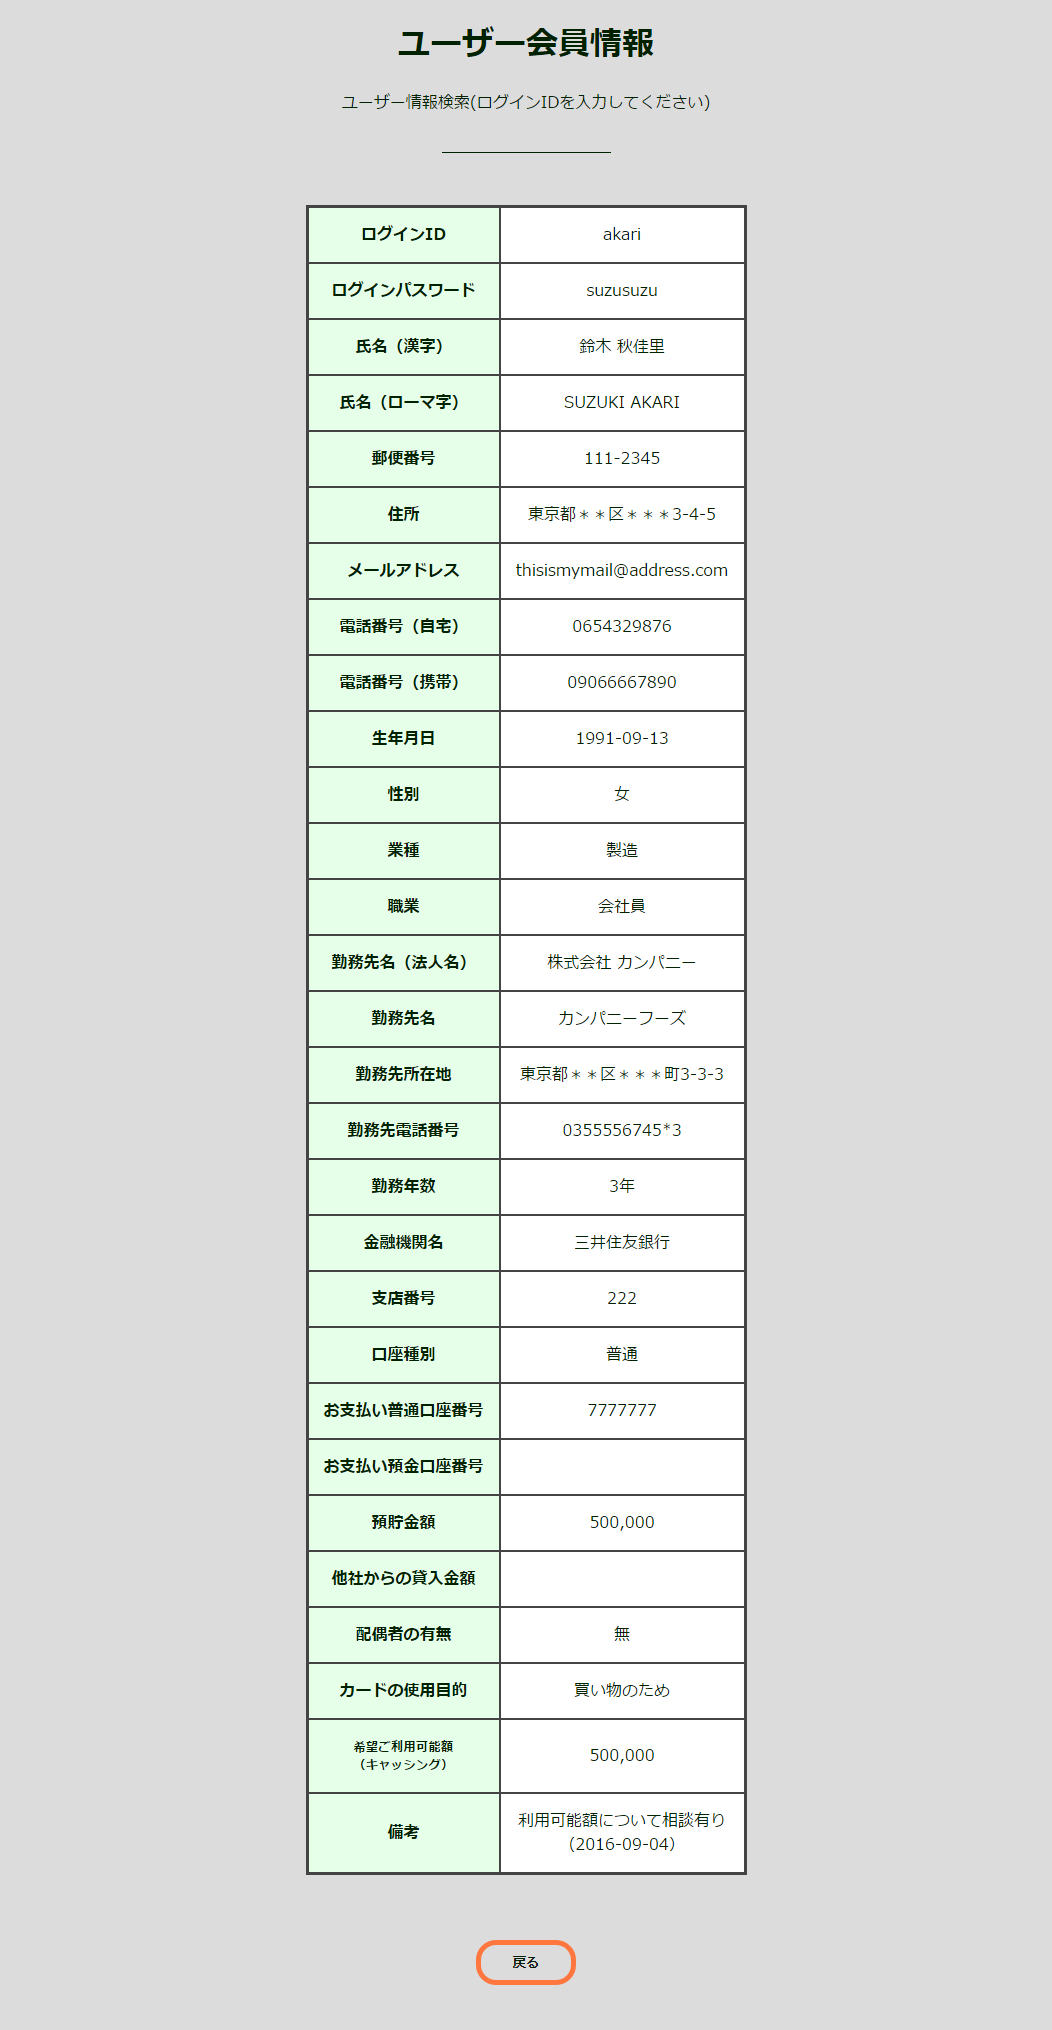 ユーザー会員情報
ユーザー情報検索(ログインIDを入力してください)
ログインID akari
ログインパスワード suzusuzu
氏名（漢字） 鈴木 秋佳里
氏名（ローマ字） SUZUKI AKARI
郵便番号 111-2345
住所 東京都＊＊区＊＊＊3-4-5
メールアドレス thisismymail@address.com
電話番号（自宅） 0654329876
電話番号（携帯） 09066667890
生年月日 1991-09-13
性別 女
業種 製造
職業 会社員
勤務先名（法人名） 株式会社 カンパニー
勤務先名 カンパニーフーズ
勤務先所在地 東京都＊＊区＊＊＊町3-3-3
勤務先電話番号 0355556745*3
勤務年数 3年
金融機関名 三井住友銀行
支店番号 222
口座種別 普通
お支払い普通口座番号 7777777
お支払い預金口座番号
預貯金額 500,000
他社からの貸入金額
配偶者の有無 無
カードの使用目的 買い物のため
希望ご利用可能額
（キャッシング） 500,000
備考 利用可能額について相談有り
（2016-09-04）
戻る